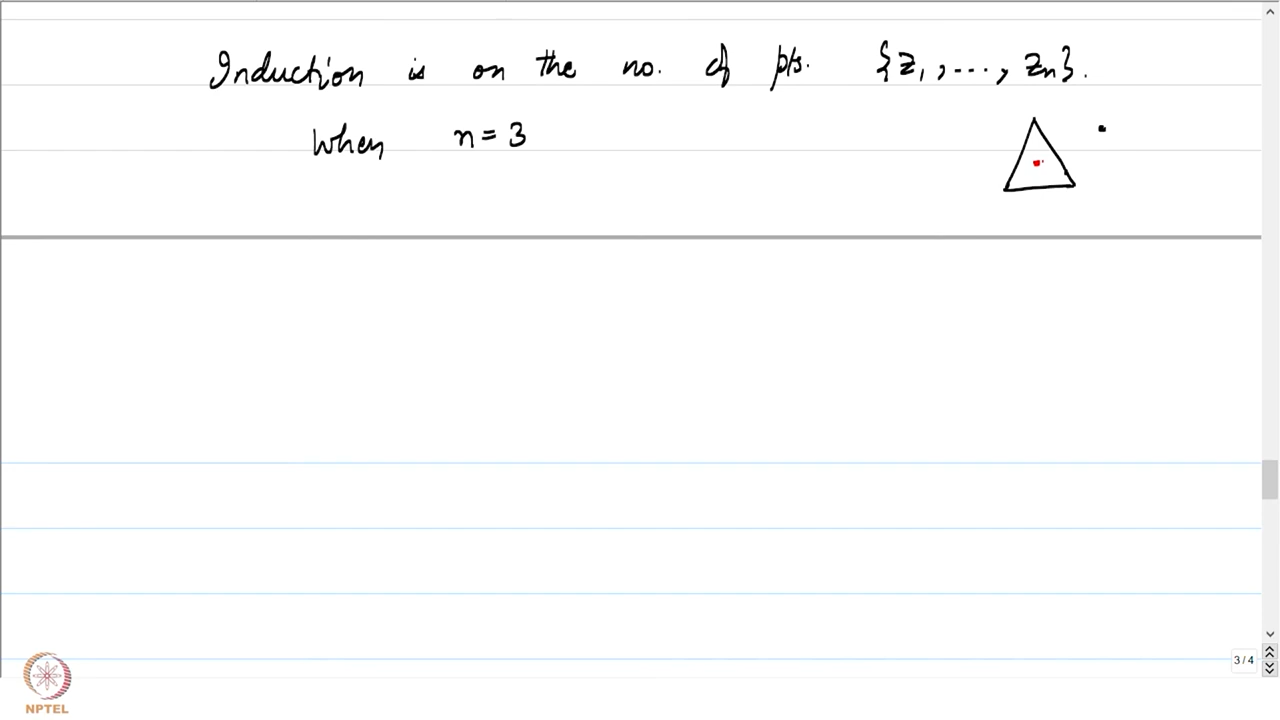 Induction is on the no. of pts. {z₁, ..., zₙ}.
When n = 3
3 / 4
NPTEL